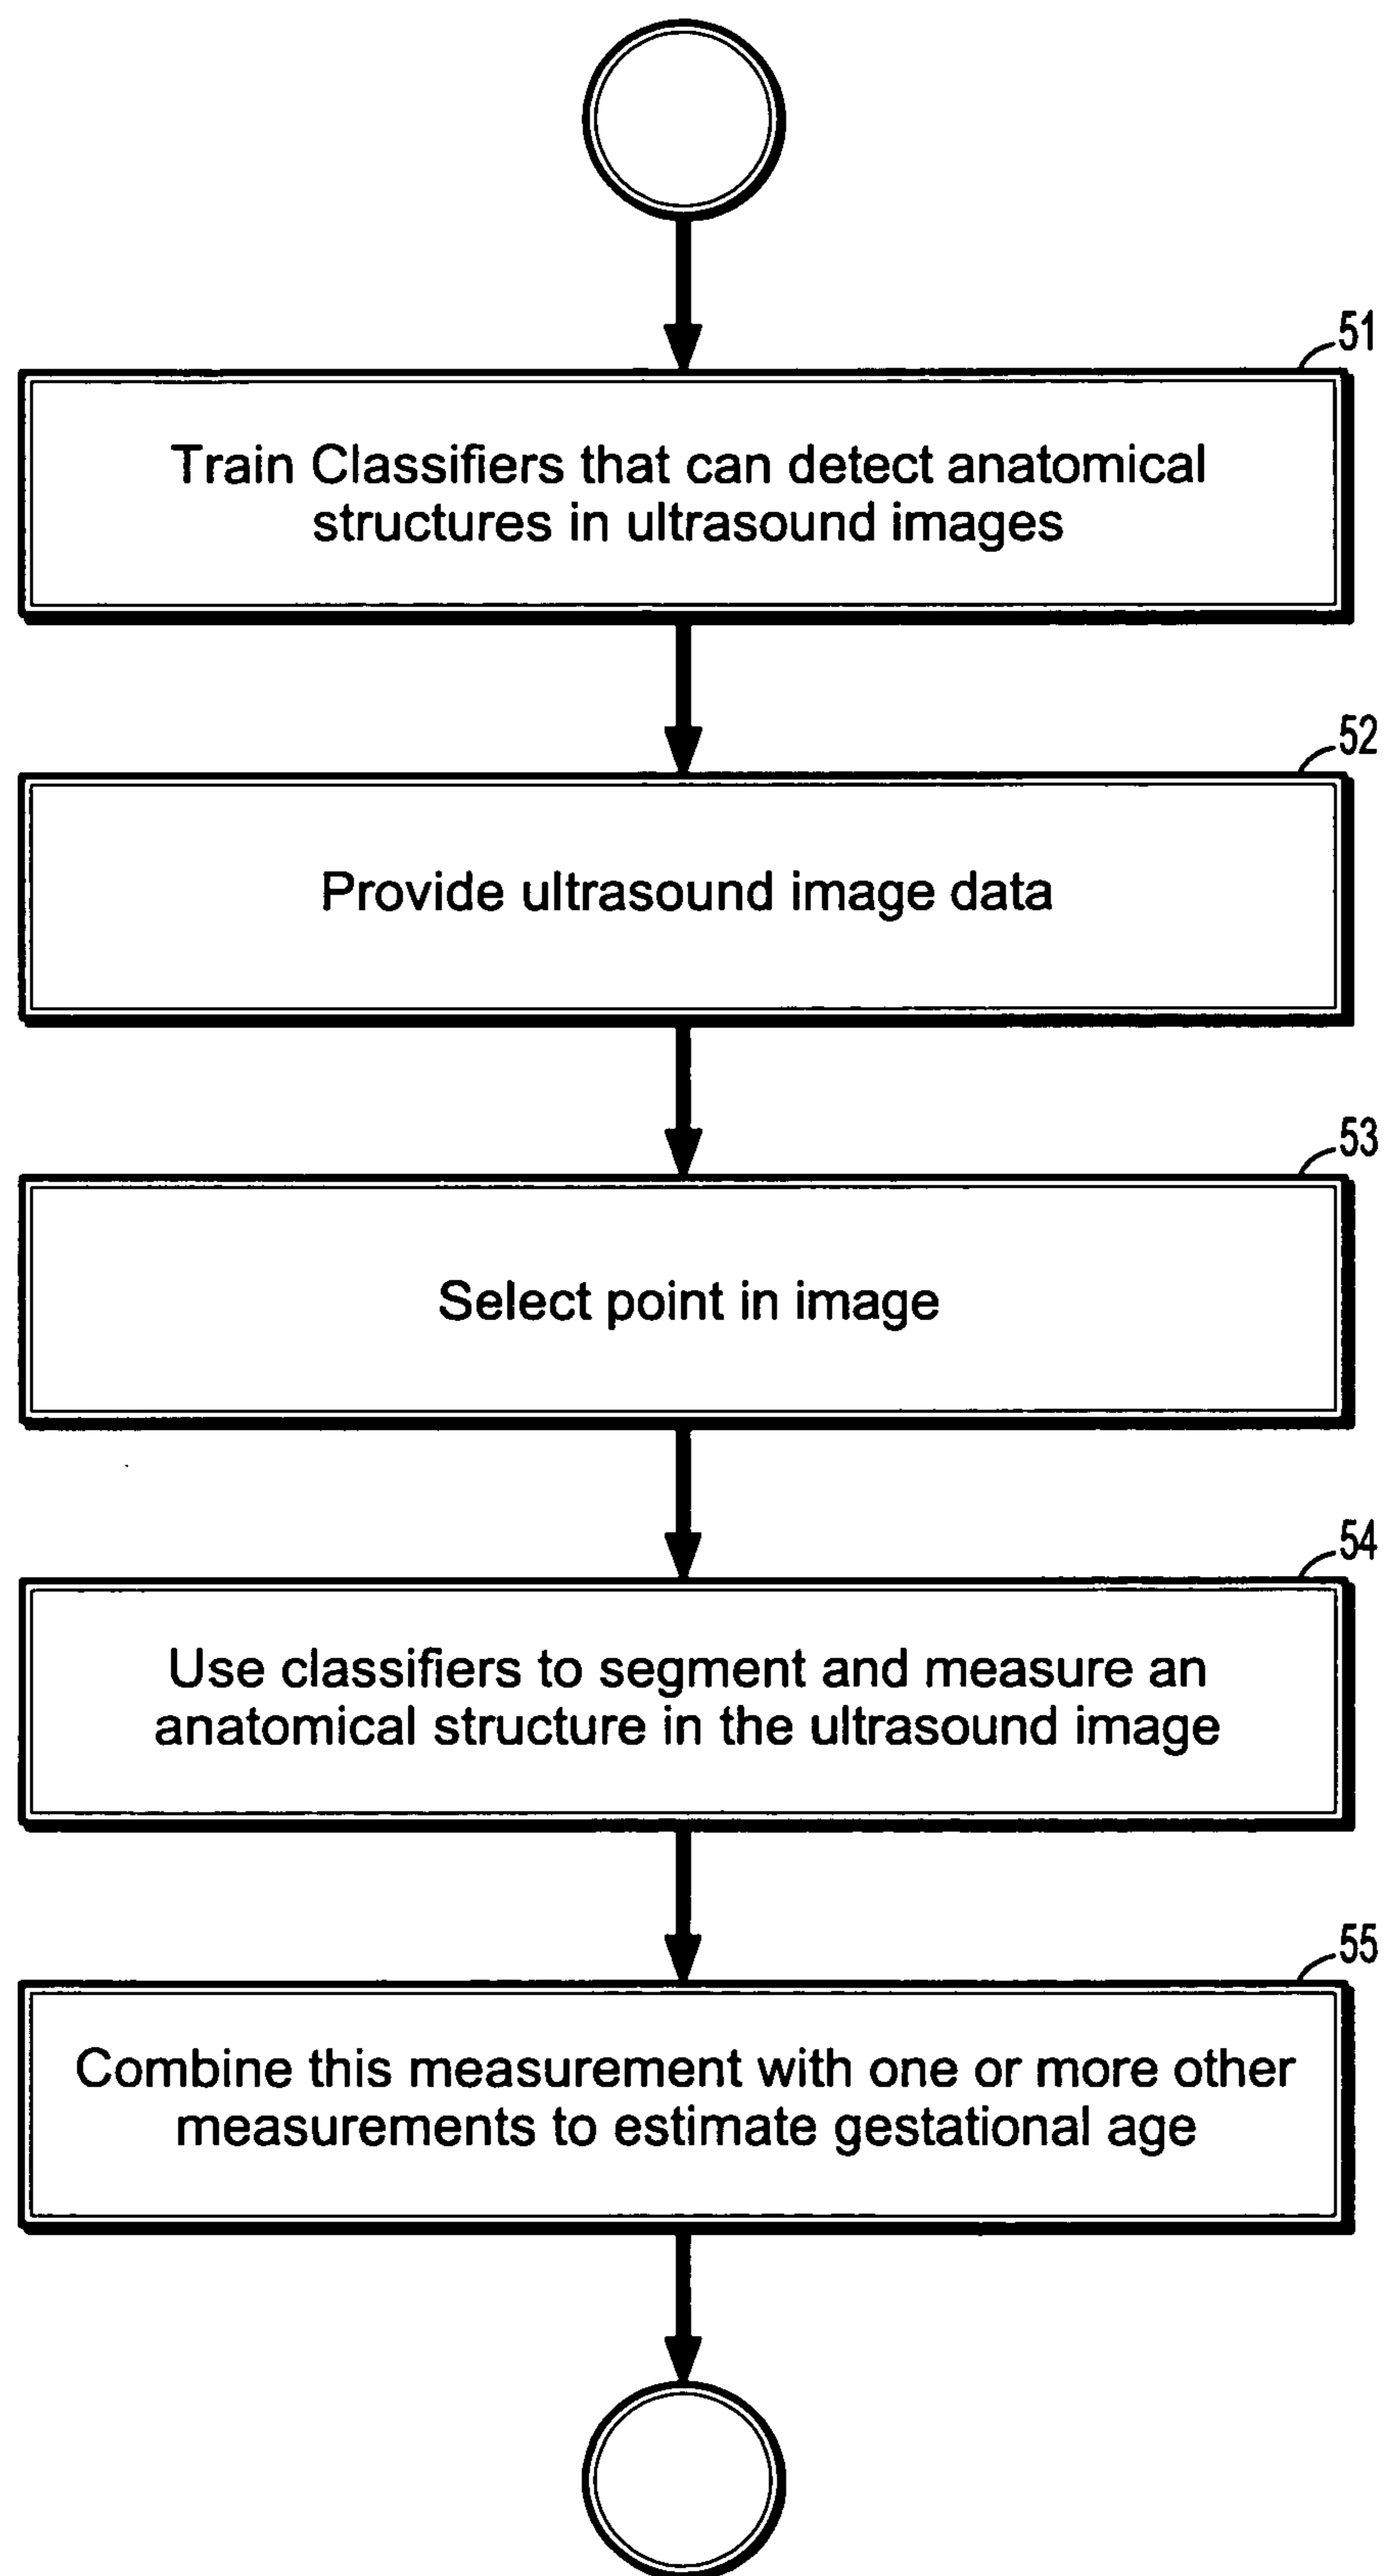 51
Train Classifiers that can detect anatomical
structures in ultrasound images
52
Provide ultrasound image data
53
Select point in image
54
Use classifiers to segment and measure an
anatomical structure in the ultrasound image
55
Combine this measurement with one or more other
measurements to estimate gestational age